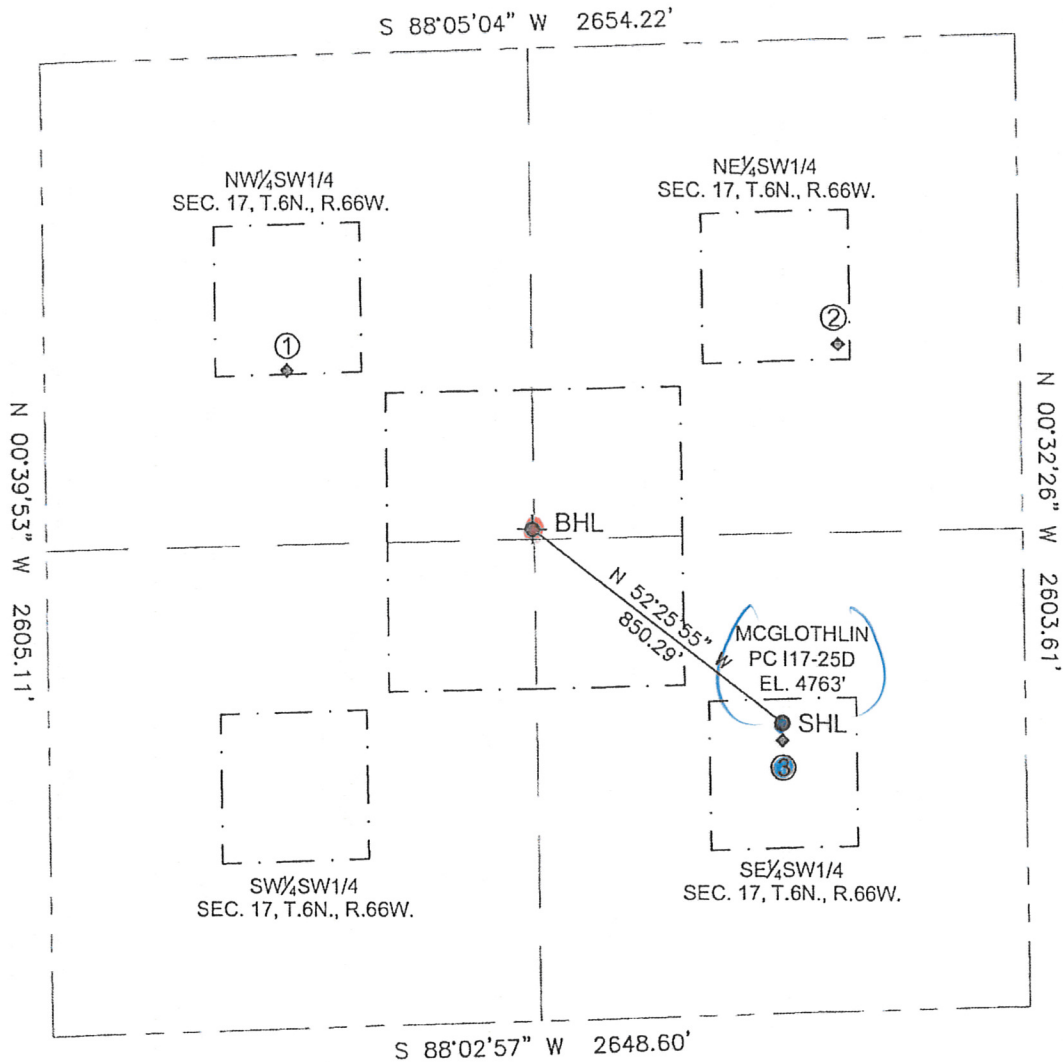 S 88°05'04" W 2654.22'
NW¼SW1/4
SEC. 17, T.6N., R.66W.
NE¼SW1/4
SEC. 17, T.6N., R.66W.
①
②
N 00°39'53" W 2605.11'
N 00°32'26" W 2603.61'
BHL
N 52°25'55" W
850.29'
MCGLOTHLIN
PC I17-25D
EL. 4763'
SHL
③
SW¼SW1/4
SEC. 17, T.6N., R.66W.
SE¼SW1/4
SEC. 17, T.6N., R.66W.
S 88°02'57" W 2648.60'